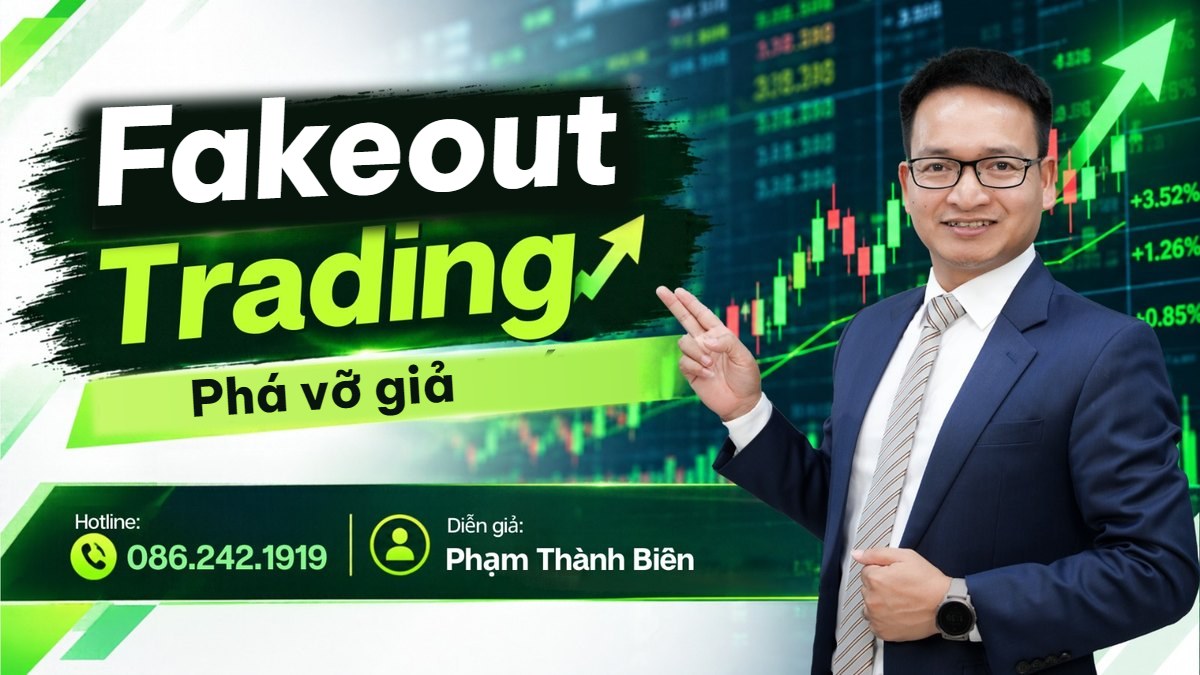 Fakeout
Trading
Phá vỡ giả
Hotline:
086.242.1919
Diễn giả:
Phạm Thành Biên
+3.52%
+1.26%
+0.85%